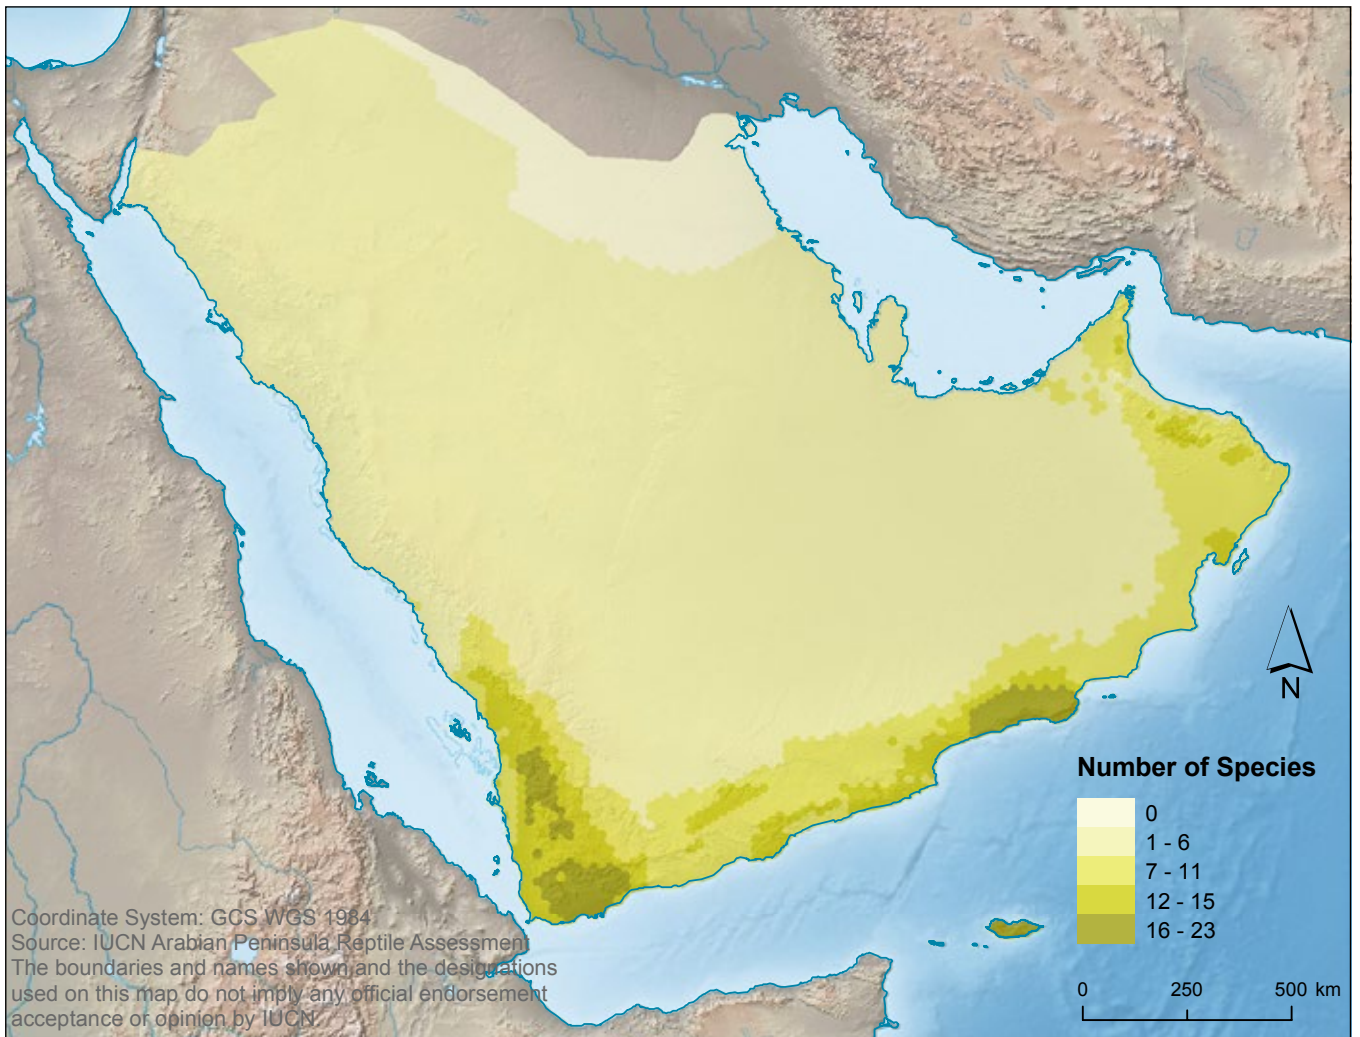 N
Number of Species
0
1 - 6
7 - 11
12 - 15
16 - 23
0 250 500 km
Coordinate System: GCS WGS 1984
Source: IUCN Arabian Peninsula Reptile Assessment
The boundaries and names shown and the designations
used on this map do not imply any official endorsement
acceptance or opinion by IUCN.